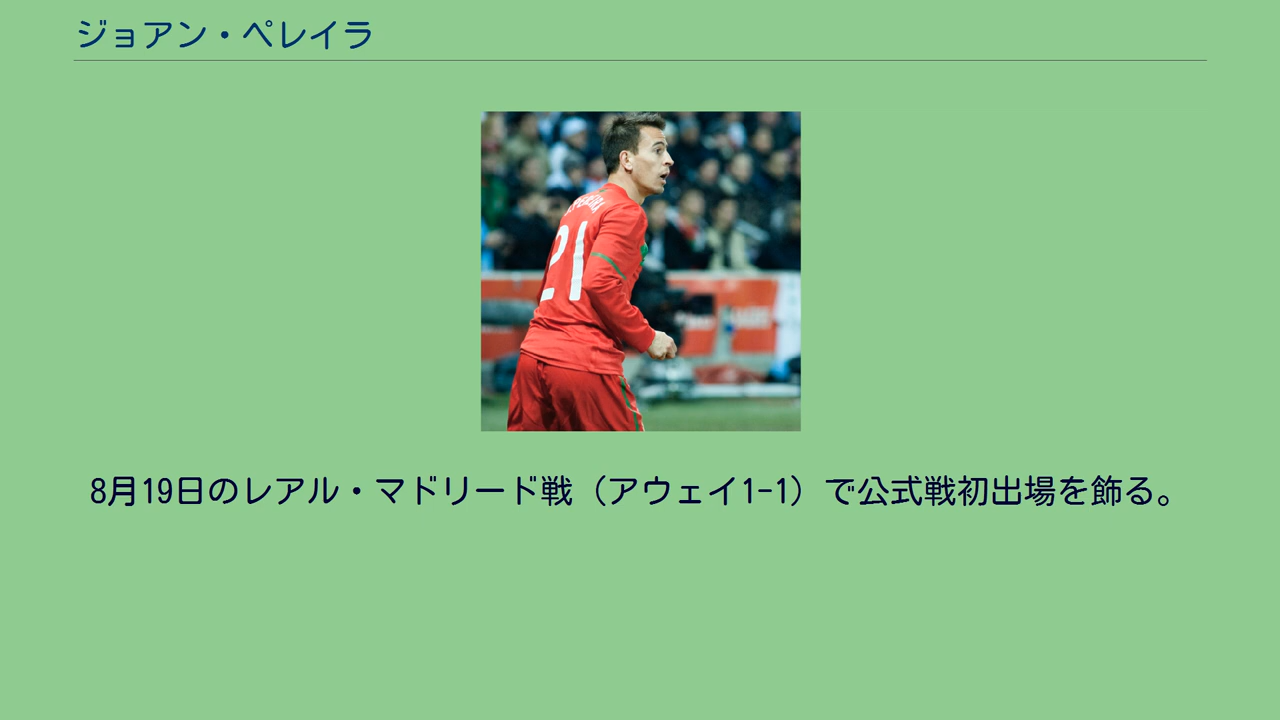 ジョアン・ペレイラ
21
8月19日のレアル・マドリード戦（アウェイ1-1）で公式戦初出場を飾る。